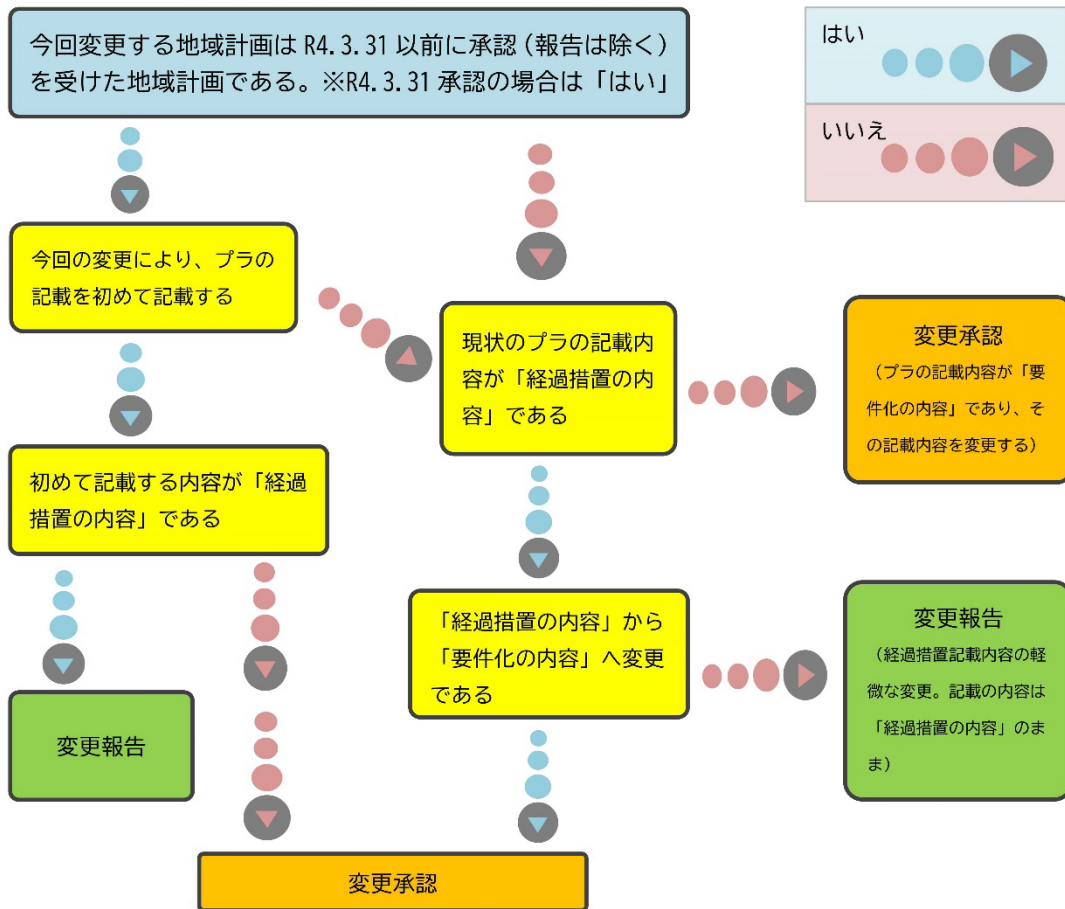 今回変更する地域計画は R4.3.31 以前に承認（報告は除く）
を受けた地域計画である。※R4.3.31 承認の場合は「はい」
はい
いいえ
今回の変更により、プラの
記載を初めて記載する
現状のプラの記載内
容が「経過措置の内
容」である
変更承認
（プラの記載内容が「要
件化の内容」であり、そ
の記載内容を変更する）
初めて記載する内容が「経過
措置の内容」である
「経過措置の内容」から
「要件化の内容」へ変更
である
変更報告
（経過措置記載内容の軽
微な変更。記載の内容は
「経過措置の内容」のま
ま）
変更報告
変更承認